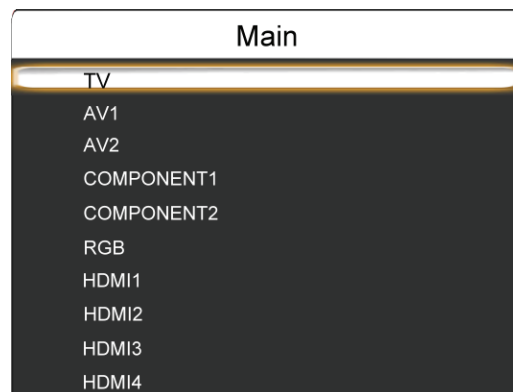 Main
TV
AV1
AV2
COMPONENT1
COMPONENT2
RGB
HDMI1
HDMI2
HDMI3
HDMI4